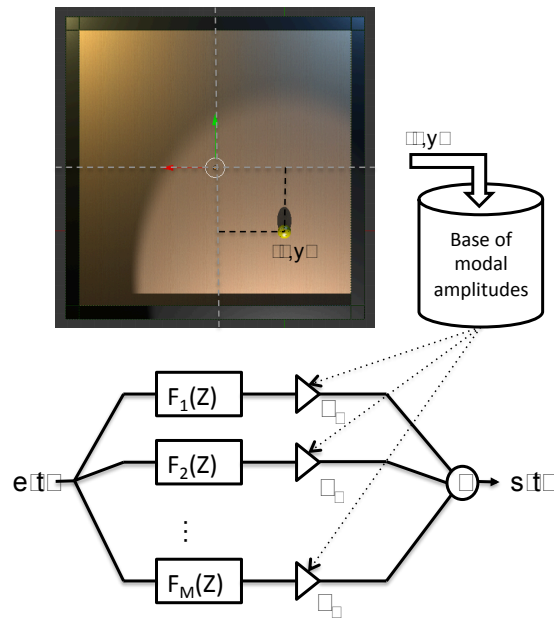 □□,y□
□□,y□
Base of
modal
amplitudes
F1(Z)
□□
F2(Z)
e□t□
□
s□t□
□□
⋮
FM(Z)
□□